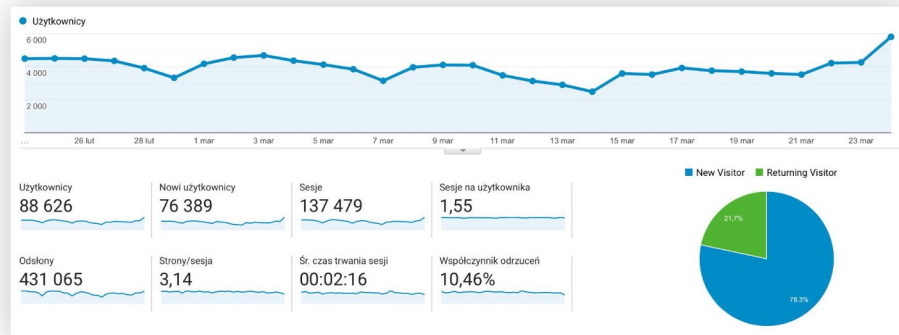 Użytkownicy
6 000
4 000
2 000
... 26 lut 28 lut 1 mar 3 mar 5 mar 7 mar 9 mar 11 mar 13 mar 15 mar 17 mar 19 mar 21 mar 23 mar
Użytkownicy Nowi użytkownicy Sesje Sesje na użytkownika
88 626 76 389 137 479 1,55
Odsłony Strony/sesja Śr. czas trwania sesji Współczynnik odrzuceń
431 065 3,14 00:02:16 10,46%
New Visitor Returning Visitor
21,7%
78,3%